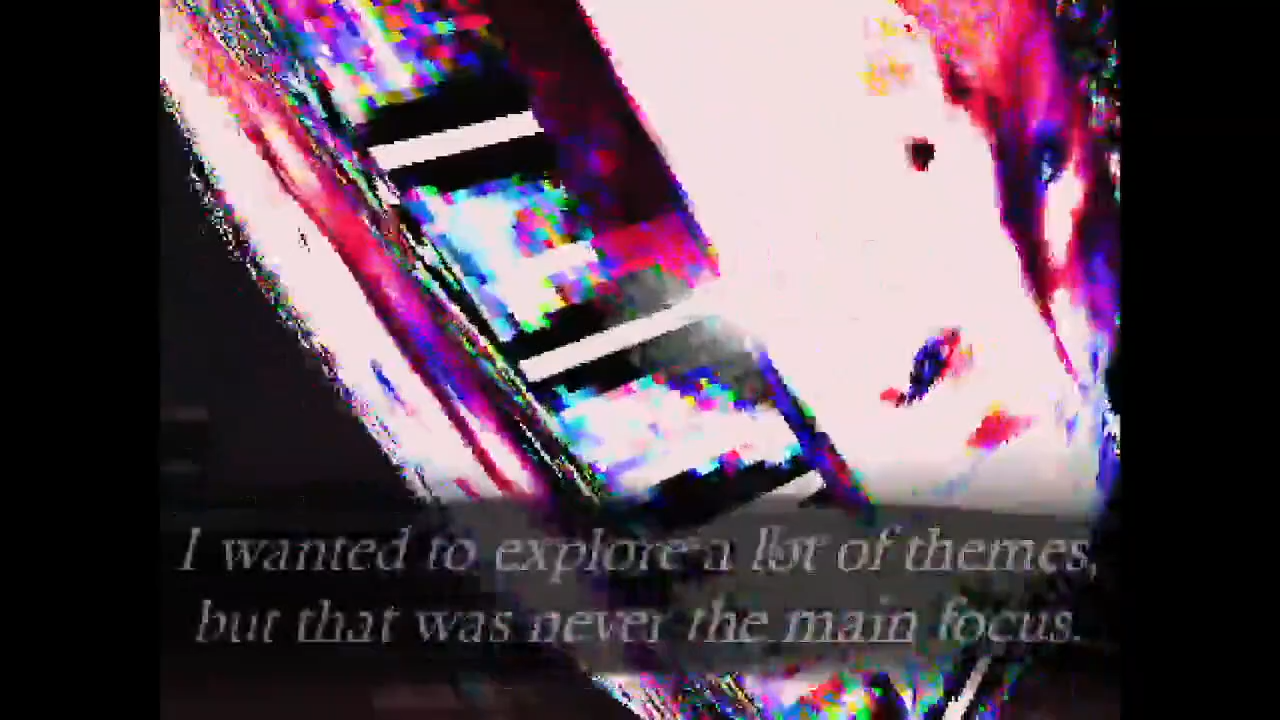 I wanted to explore a lot of themes,
but that was never the main focus.